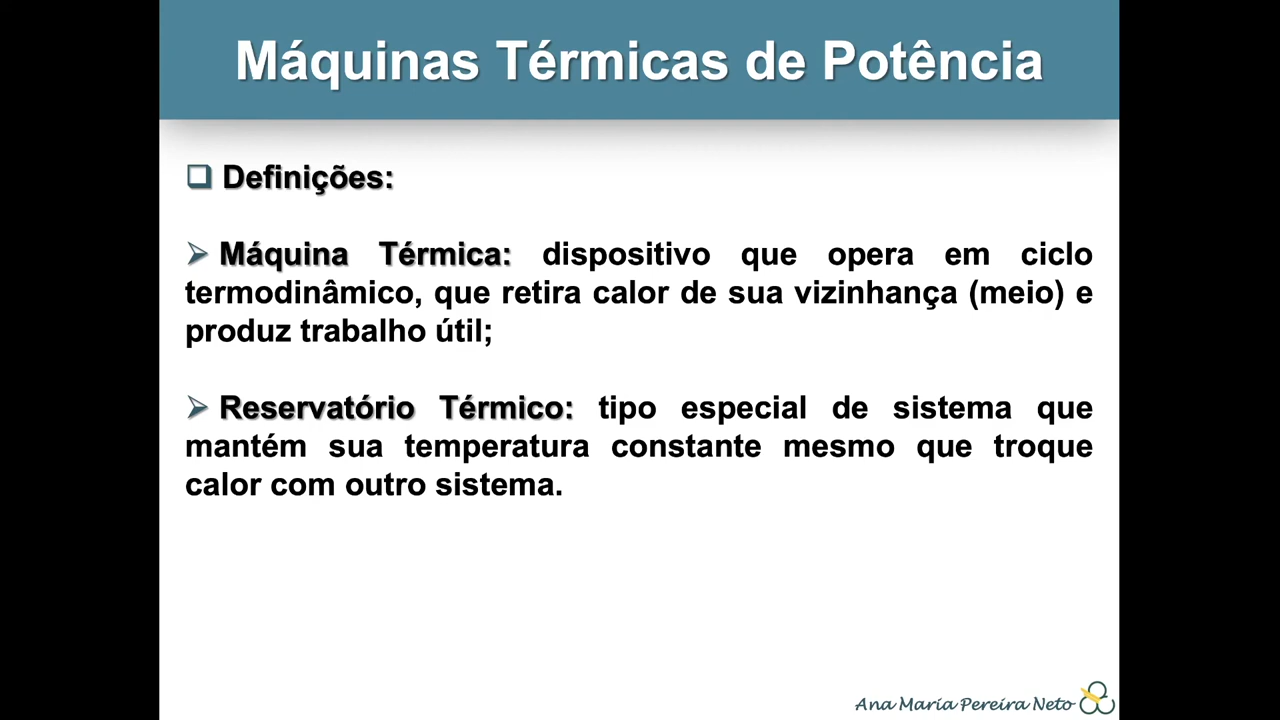 Máquinas Térmicas de Potência
Definições:
Máquina Térmica: dispositivo que opera em ciclo
termodinâmico, que retira calor de sua vizinhança (meio) e
produz trabalho útil;
Reservatório Térmico: tipo especial de sistema que
mantém sua temperatura constante mesmo que troque
calor com outro sistema.
Ana Maria Pereira Neto